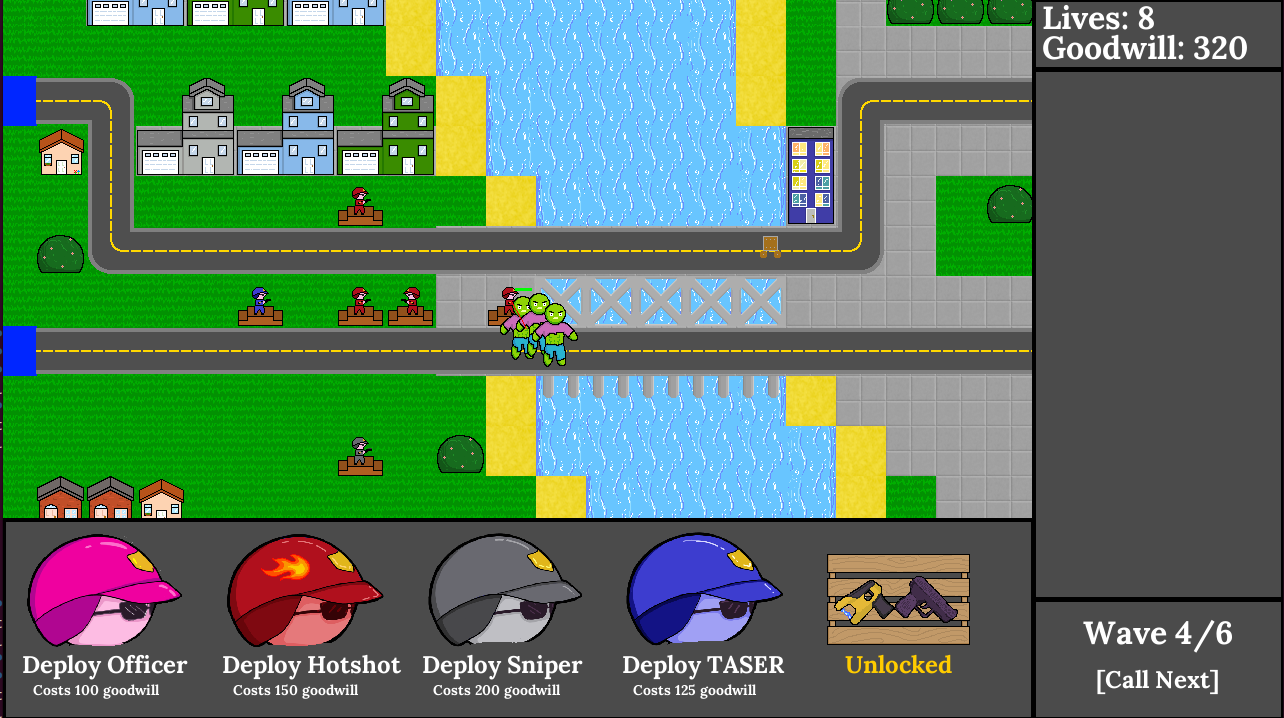 Lives: 8
Goodwill: 320
Deploy Officer
Costs 100 goodwill
Deploy Hotshot
Costs 150 goodwill
Deploy Sniper
Costs 200 goodwill
Deploy TASER
Costs 125 goodwill
Unlocked
Wave 4/6
[Call Next]